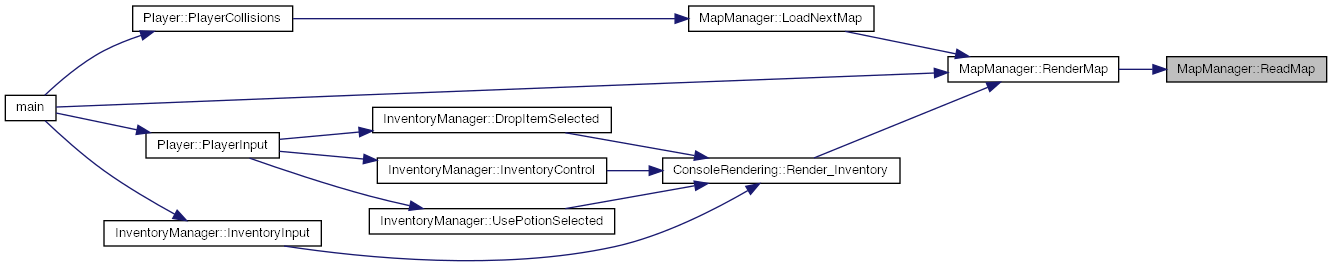 Player::PlayerCollisions
MapManager::LoadNextMap
MapManager::RenderMap
MapManager::ReadMap
main
InventoryManager::DropItemSelected
Player::PlayerInput
InventoryManager::InventoryControl
ConsoleRendering::Render_Inventory
InventoryManager::UsePotionSelected
InventoryManager::InventoryInput